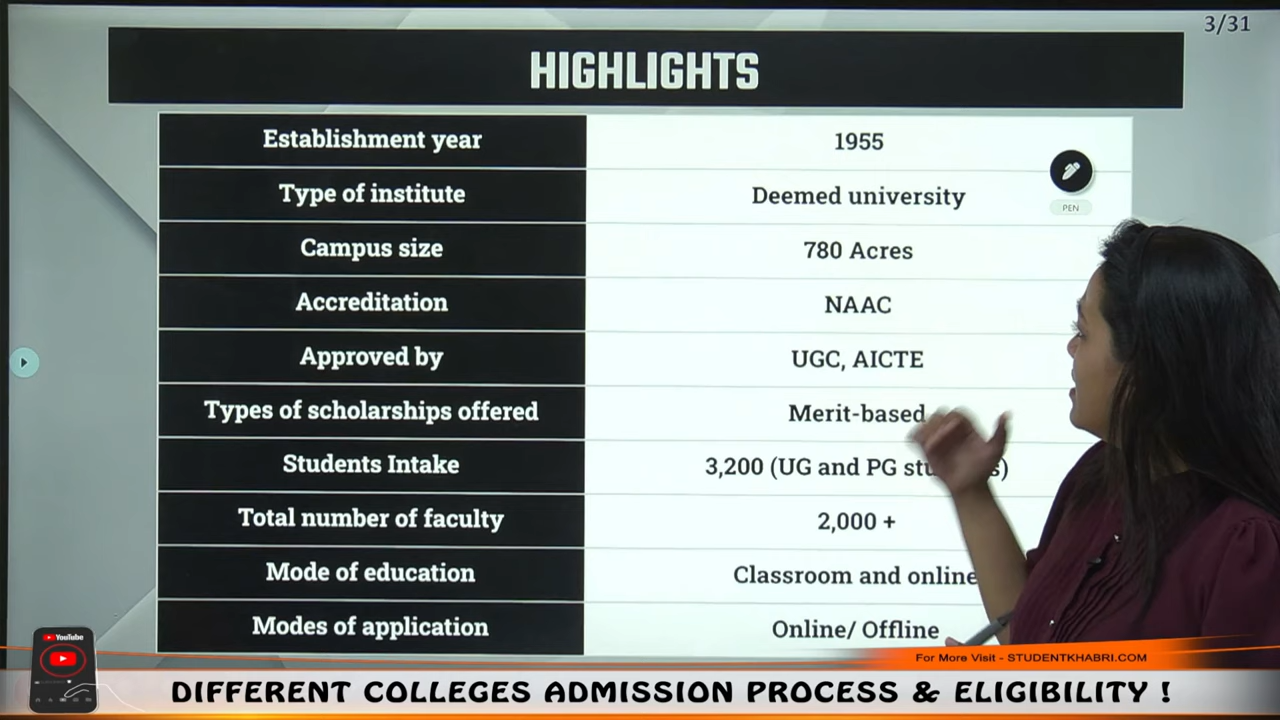 3/31
HIGHLIGHTS
Establishment year 1955
PEN
Type of institute Deemed university
Campus size 780 Acres
Accreditation NAAC
Approved by UGC, AICTE
Types of scholarships offered Merit-based
Students Intake 3,200 (UG and PG
Total number of faculty 2,000 +
Mode of education Classroom and online
Modes of application Online/ Offline
YouTube
For More Visit - STUDENTKHABRI.COM
DIFFERENT COLLEGES ADMISSION PROCESS & ELIGIBILITY !